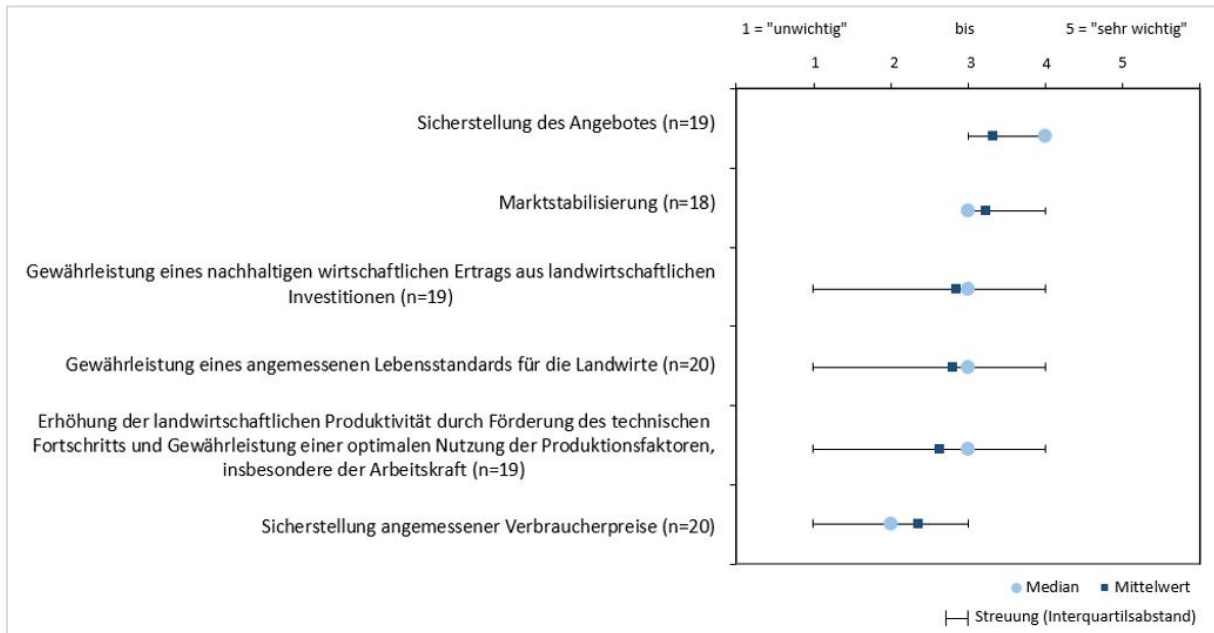 1 = "unwichtig" bis 5 = "sehr wichtig"
1 2 3 4 5
Sicherstellung des Angebotes (n=19)
Marktstabilisierung (n=18)
Gewährleistung eines nachhaltigen wirtschaftlichen Ertrags aus landwirtschaftlichen
Investitionen (n=19)
Gewährleistung eines angemessenen Lebensstandards für die Landwirte (n=20)
Erhöhung der landwirtschaftlichen Produktivität durch Förderung des technischen
Fortschritts und Gewährleistung einer optimalen Nutzung der Produktionsfaktoren,
insbesondere der Arbeitskraft (n=19)
Sicherstellung angemessener Verbraucherpreise (n=20)
Median Mittelwert
Streuung (Interquartilsabstand)